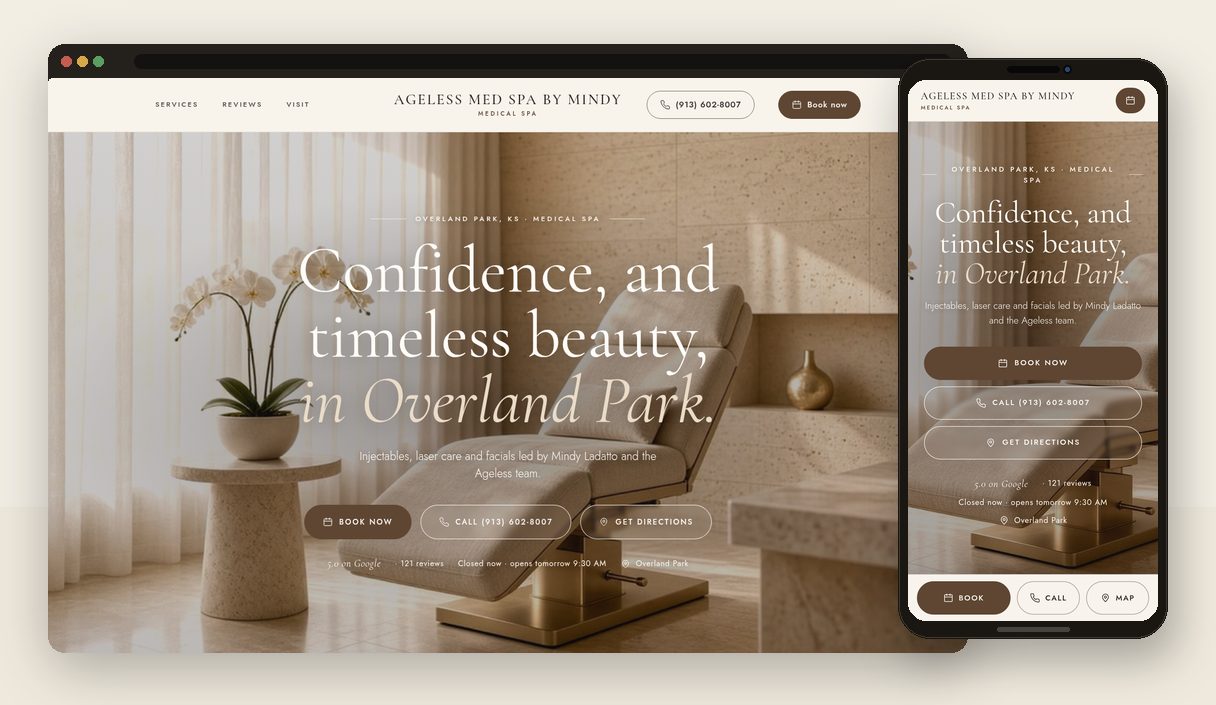 SERVICES REVIEWS VISIT
AGELESS MED SPA BY MINDY
MEDICAL SPA
(913) 602-8007
Book now
OVERLAND PARK, KS · MEDICAL SPA
Confidence, and
timeless beauty,
in Overland Park.
Injectables, laser care and facials led by Mindy Ladatto and the
Ageless team.
BOOK NOW
CALL (913) 602-8007
GET DIRECTIONS
5.0 on Google · 121 reviews Closed now · opens tomorrow 9:30 AM Overland Park
AGELESS MED SPA BY MINDY
MEDICAL SPA
OVERLAND PARK, KS · MEDICAL
SPA
Confidence, and
timeless beauty,
in Overland Park.
Injectables, laser care and facials led by Mindy Ladatto
and the Ageless team.
BOOK NOW
CALL (913) 602-8007
GET DIRECTIONS
5.0 on Google · 121 reviews
Closed now · opens tomorrow 9:30 AM
Overland Park
BOOK
CALL
MAP